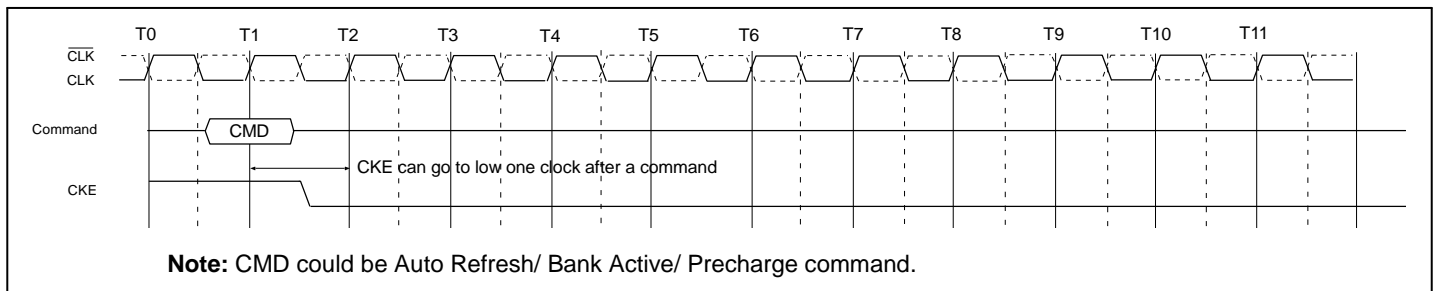 T0 T1 T2 T3 T4 T5 T6 T7 T8 T9 T10 T11
CLK
CLK
Command CMD
CKE can go to low one clock after a command
CKE
Note: CMD could be Auto Refresh/ Bank Active/ Precharge command.